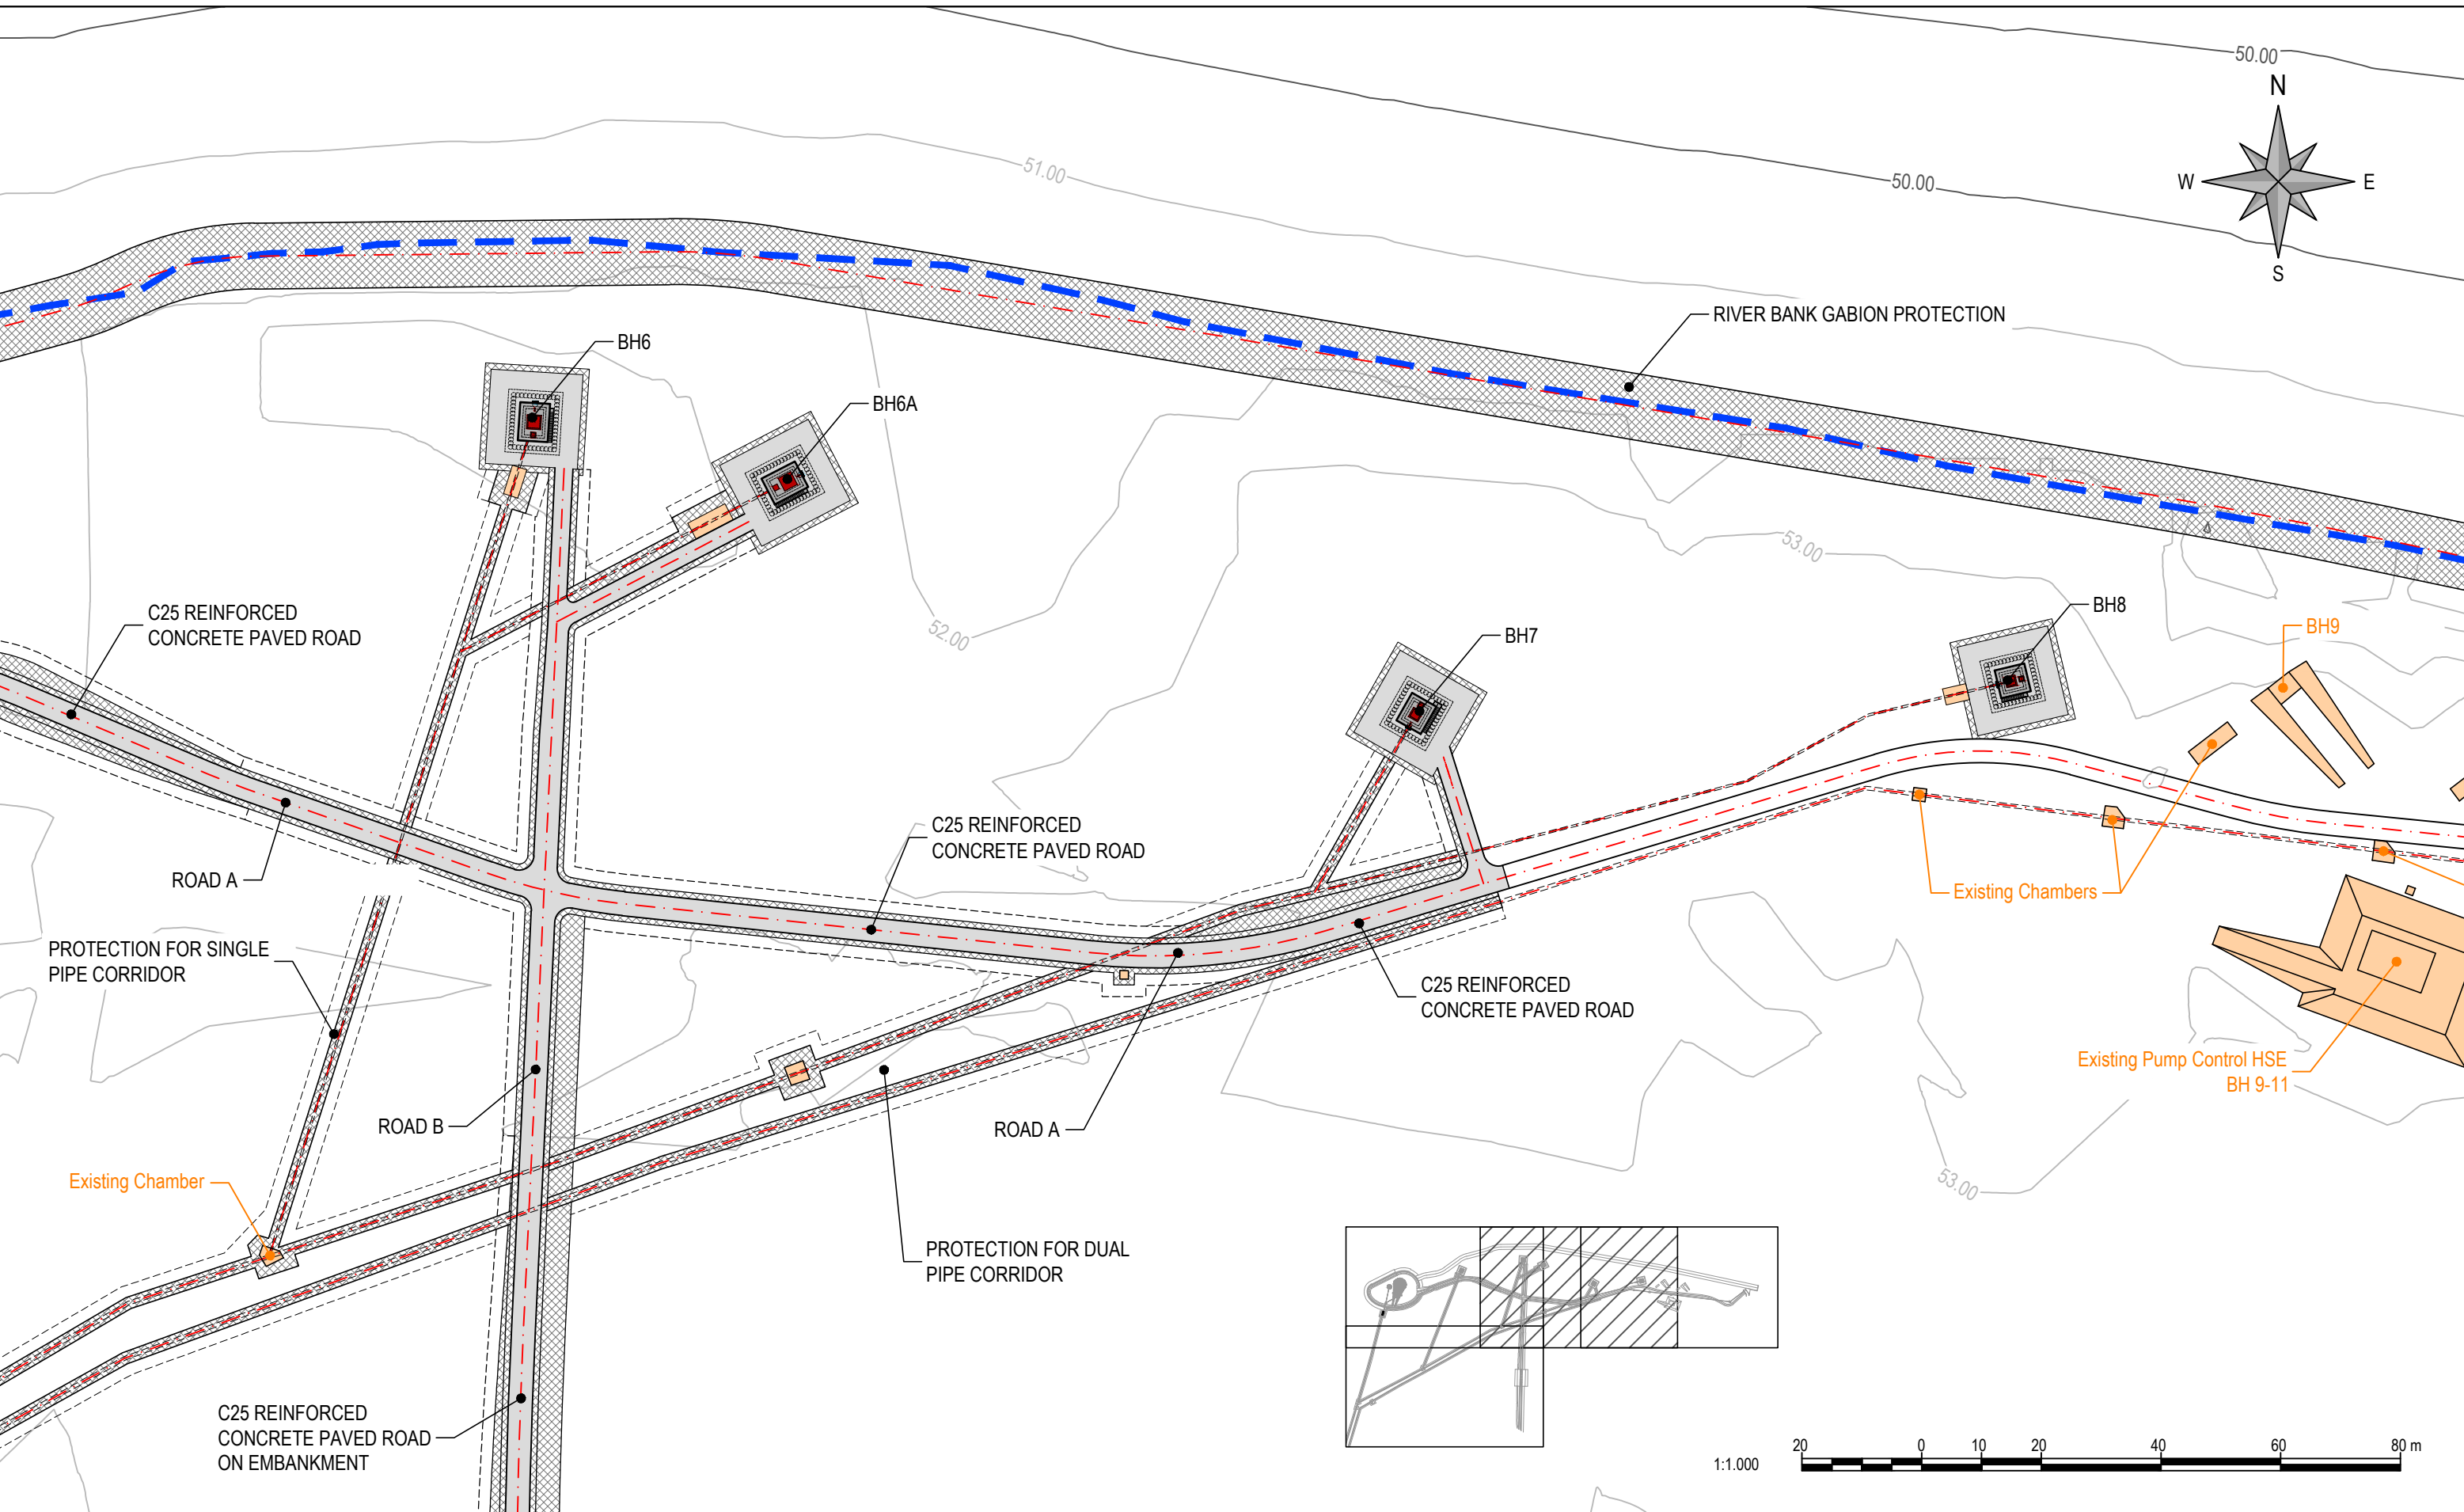 50.00
N
51.00
W
E
50.00
S
RIVER BANK GABION PROTECTION
BH6
BH6A
53.00
C25 REINFORCED
CONCRETE PAVED ROAD
BH8
52.00
BH7
BH9
C25 REINFORCED
CONCRETE PAVED ROAD
ROAD A
Existing Chambers
PROTECTION FOR SINGLE
PIPE CORRIDOR
C25 REINFORCED
CONCRETE PAVED ROAD
Existing Pump Control HSE
BH 9-11
ROAD B
ROAD A
Existing Chamber
53.00
PROTECTION FOR DUAL
PIPE CORRIDOR
C25 REINFORCED
CONCRETE PAVED ROAD
ON EMBANKMENT
20 0 10 20 40 60 80 m
1:1.000